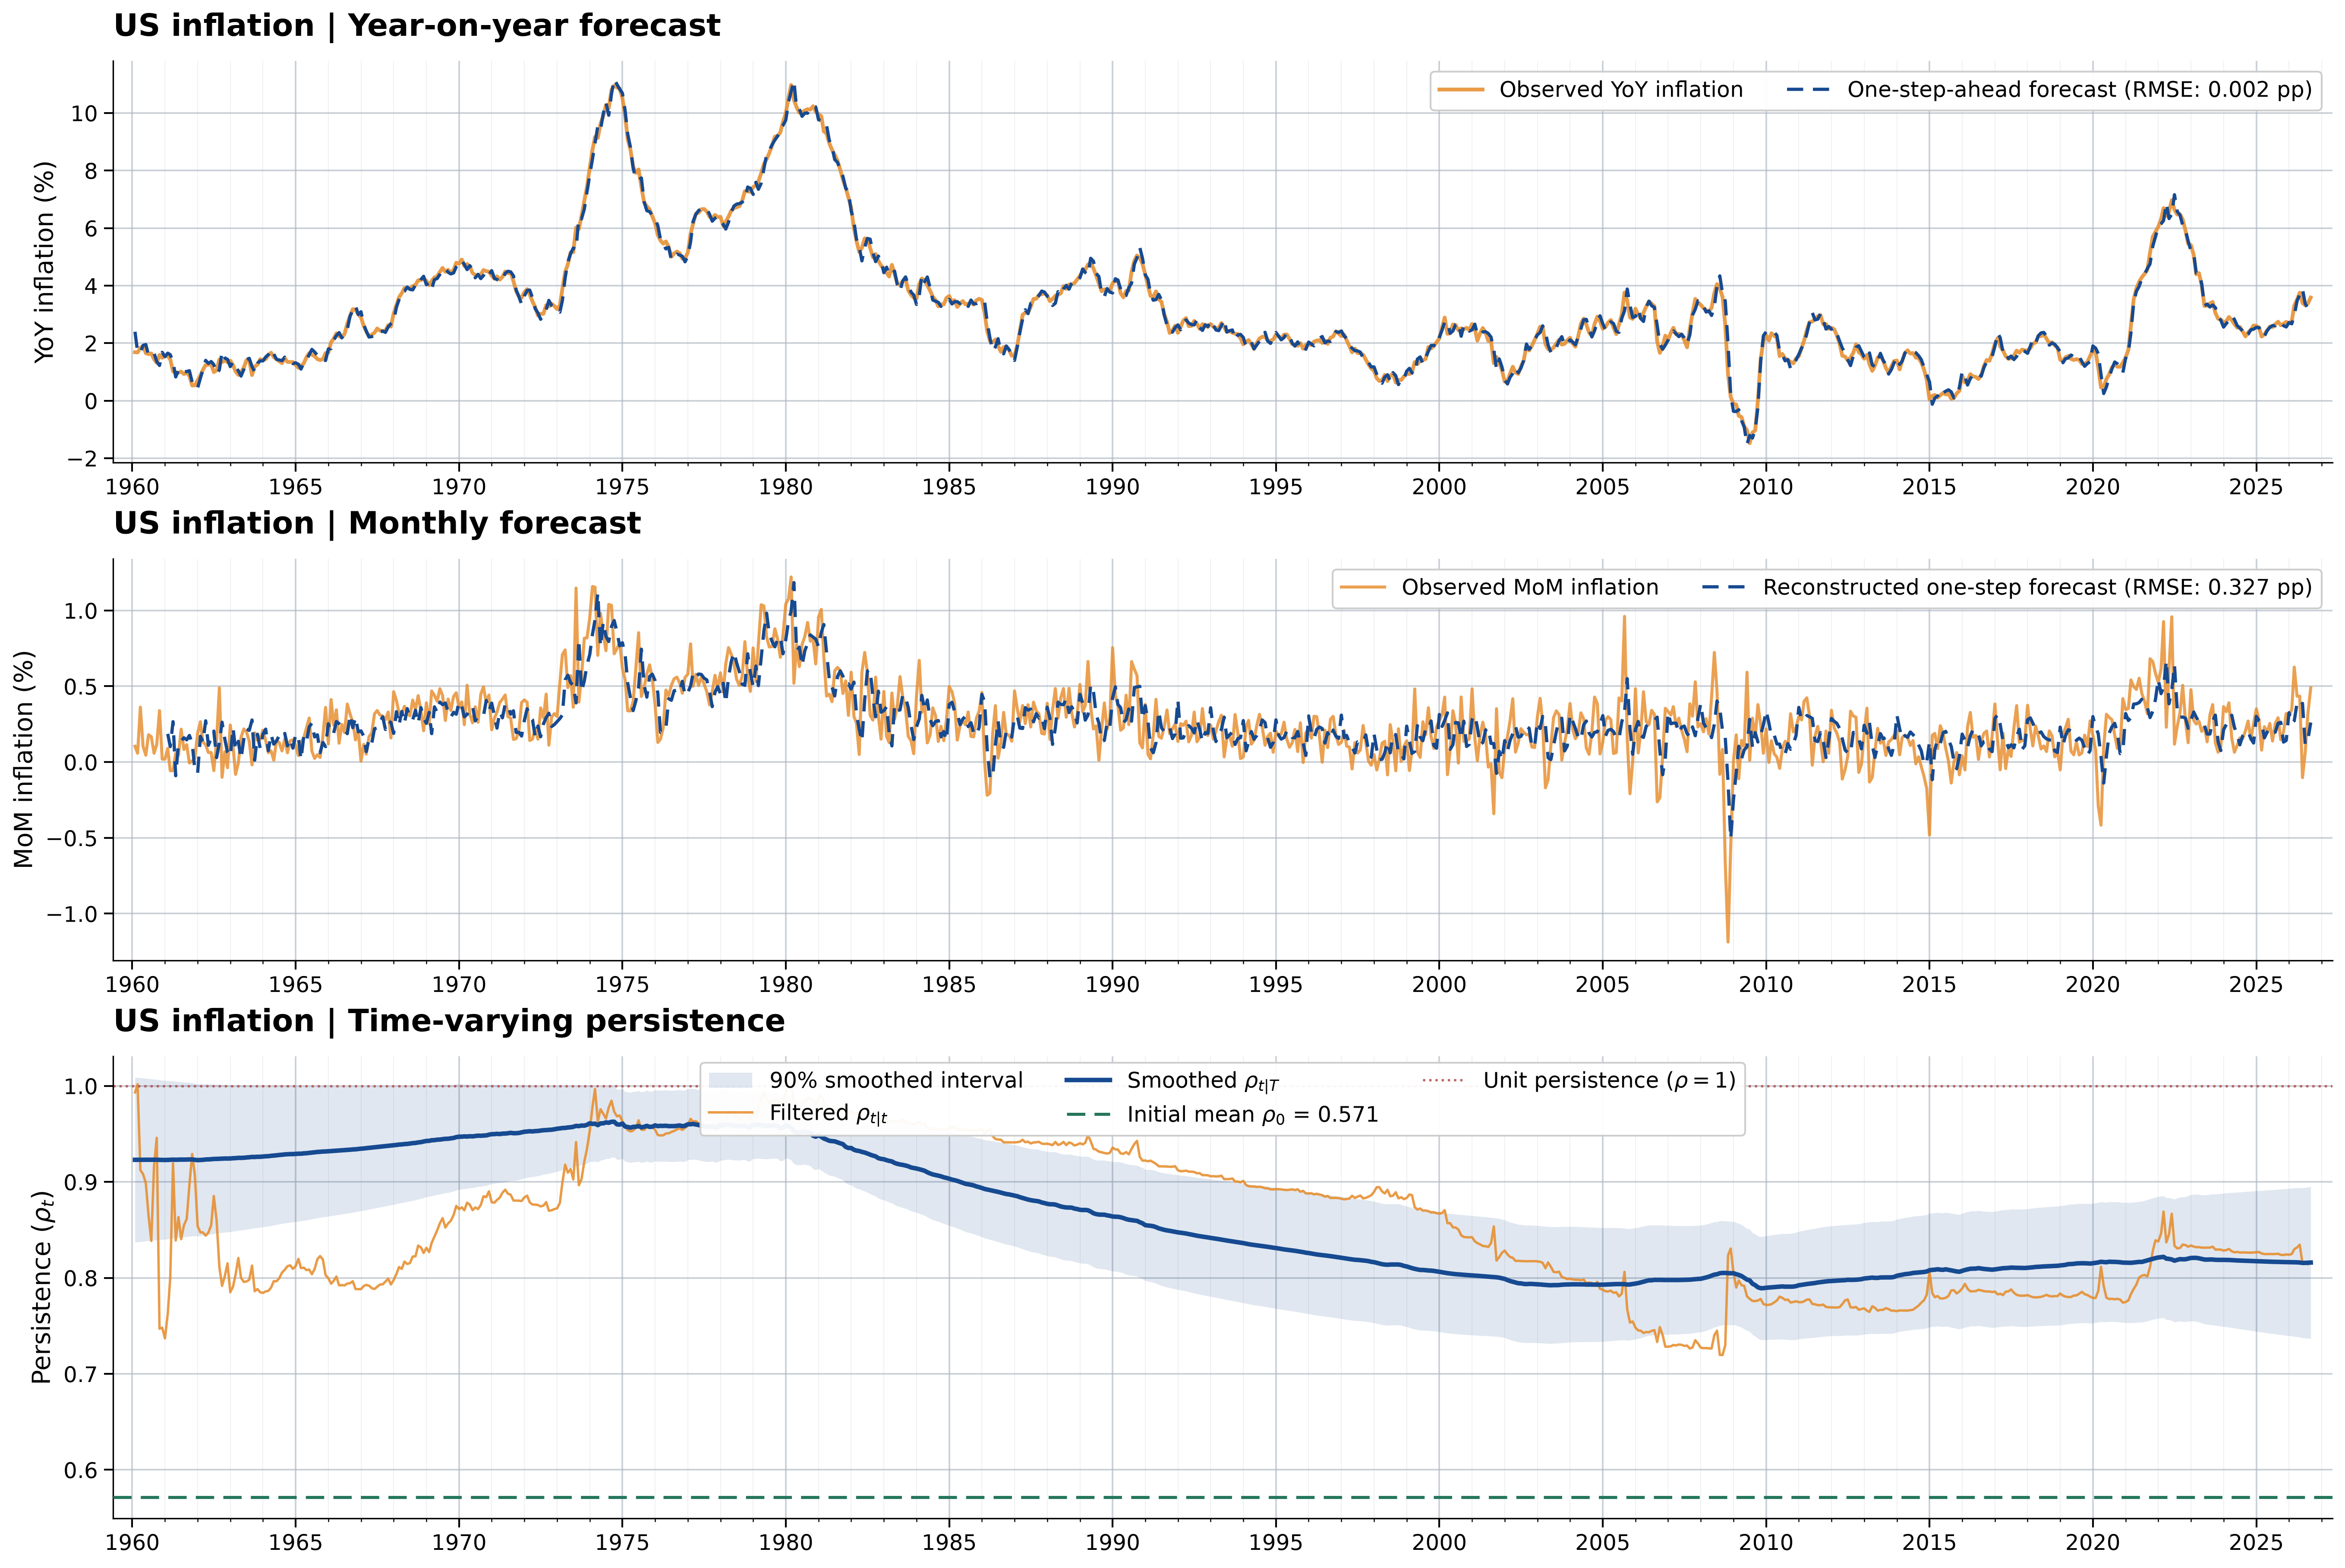 US inflation | Year-on-year forecast
Observed YoY inflation One-step-ahead forecast (RMSE: 0.002 pp)
YoY inflation (%)
10
8
6
4
2
0
−2
1960 1965 1970 1975 1980 1985 1990 1995 2000 2005 2010 2015 2020 2025
US inflation | Monthly forecast
Observed MoM inflation Reconstructed one-step forecast (RMSE: 0.327 pp)
MoM inflation (%)
1.0
0.5
0.0
−0.5
−1.0
1960 1965 1970 1975 1980 1985 1990 1995 2000 2005 2010 2015 2020 2025
US inflation | Time-varying persistence
90% smoothed interval Smoothed ρt|T Unit persistence (ρ = 1)
Filtered ρt|t Initial mean ρ0 = 0.571
Persistence (ρt)
1.0
0.9
0.8
0.7
0.6
1960 1965 1970 1975 1980 1985 1990 1995 2000 2005 2010 2015 2020 2025